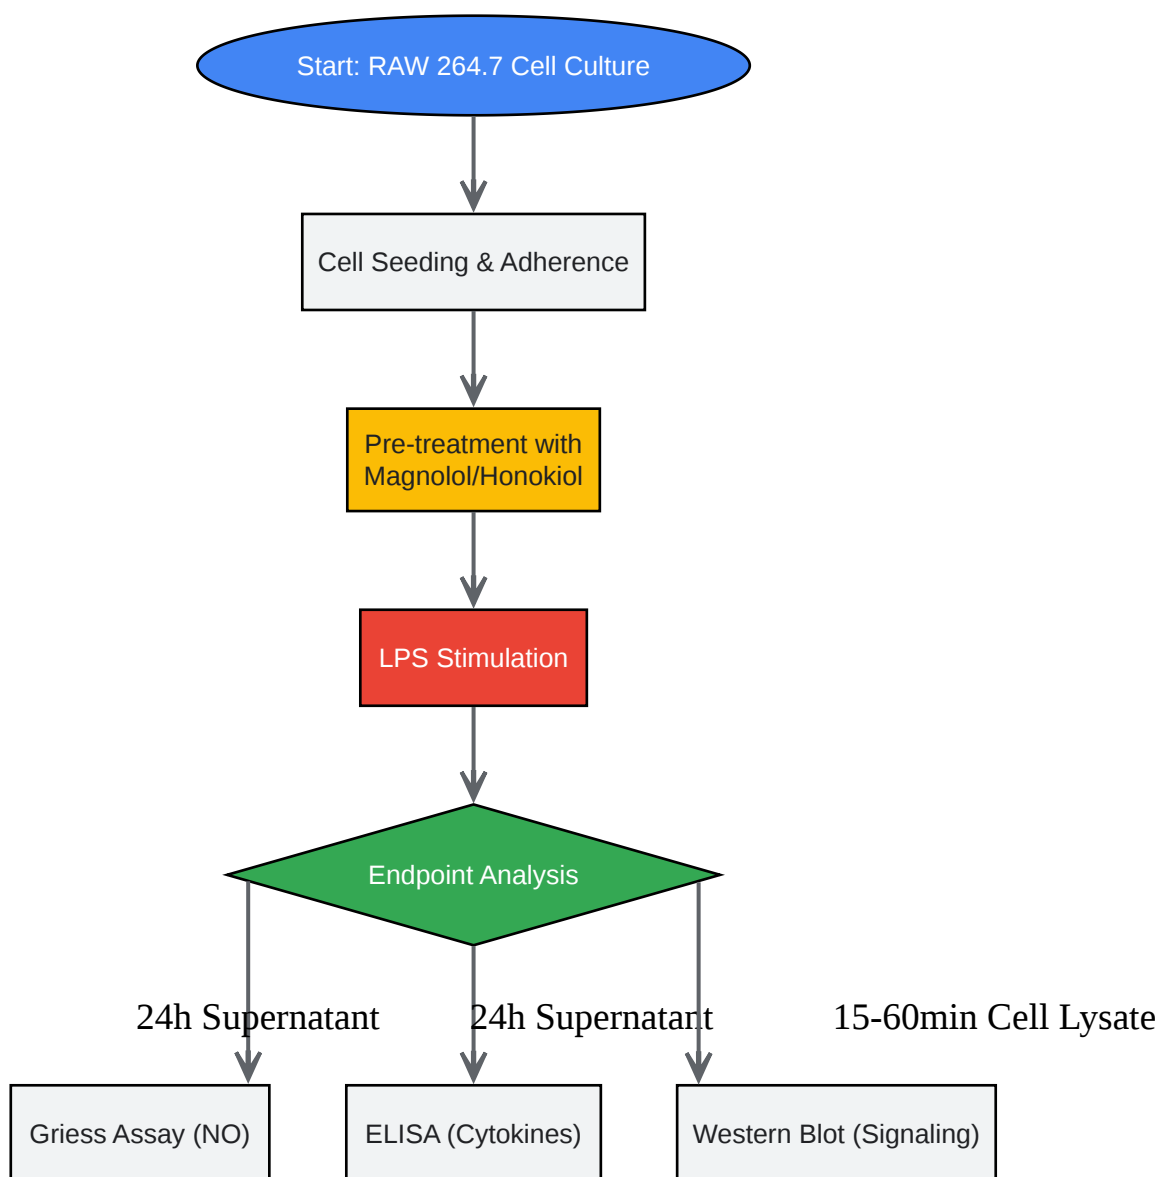 Start: RAW 264.7 Cell Culture
Cell Seeding & Adherence
Pre-treatment with
Magnolol/Honokiol
LPS Stimulation
Endpoint Analysis
24h Supernatant
24h Supernatant
15-60min Cell Lysate
Griess Assay (NO)
ELISA (Cytokines)
Western Blot (Signaling)